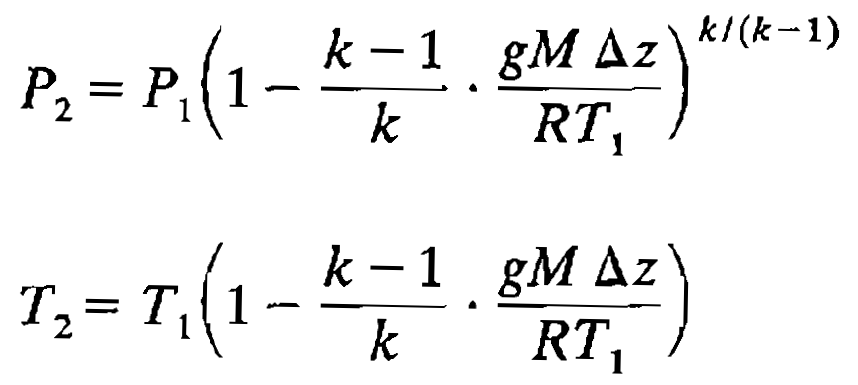 P₂ = P₁(1 − (k − 1)/k · (gM Δz)/(RT₁))^(k/(k−1))
T₂ = T₁(1 − (k − 1)/k · (gM Δz)/(RT₁))